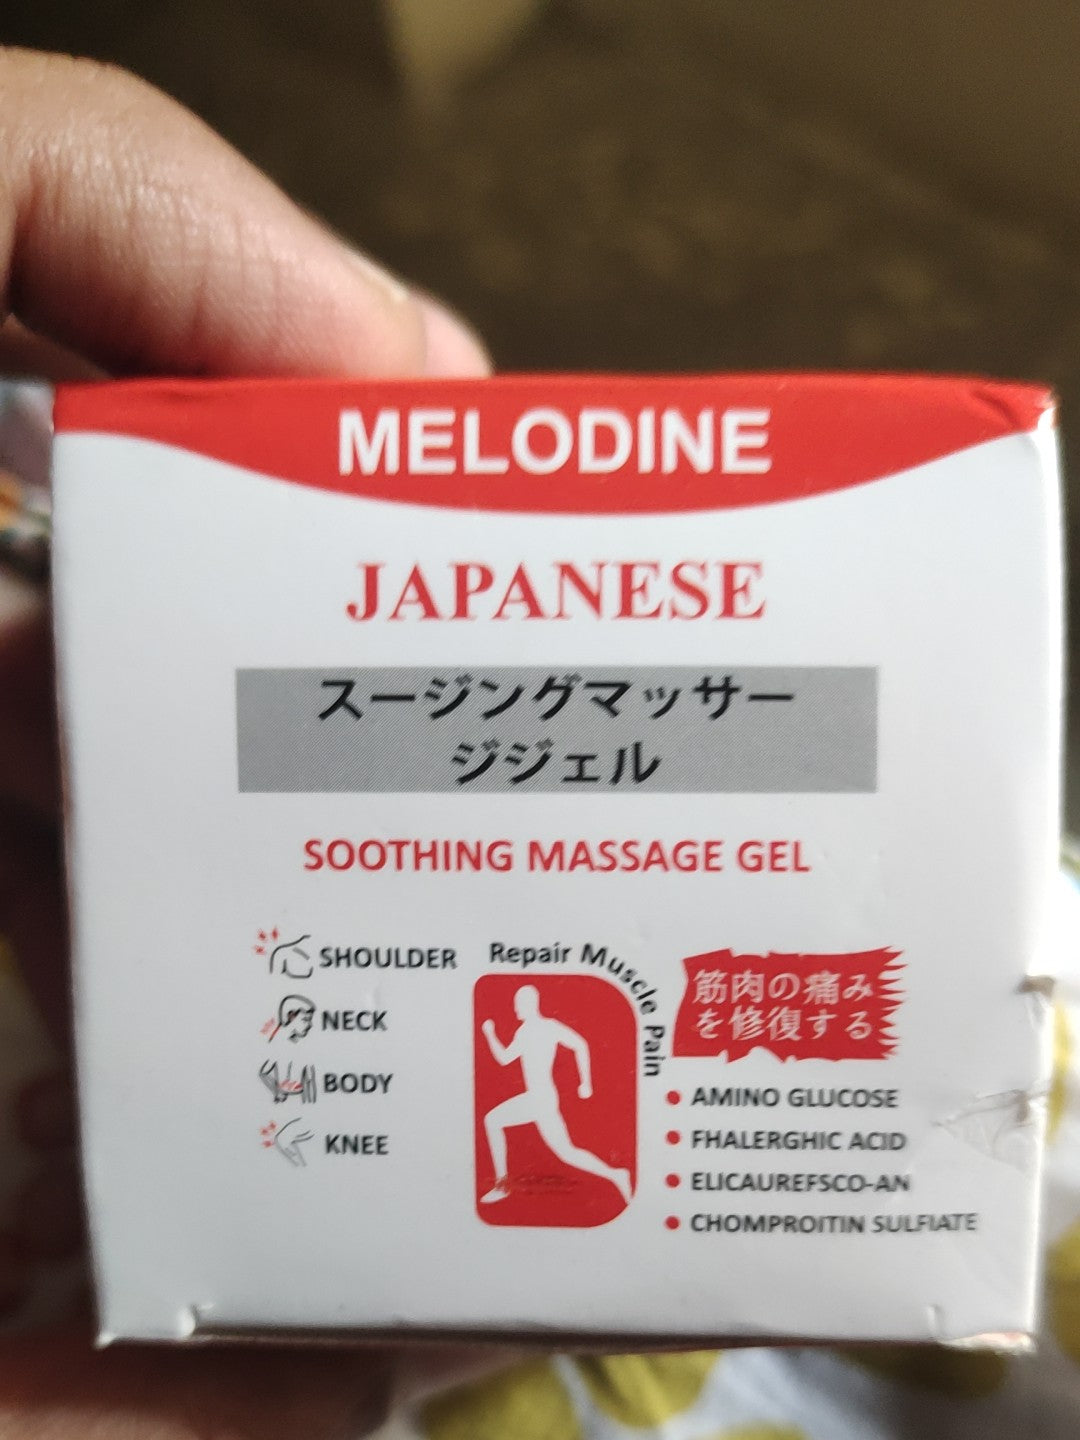 MELODINE
JAPANESE
スージングマッサー
ジジェル
SOOTHING MASSAGE GEL
SHOULDER
NECK
BODY
KNEE
Repair Muscle Pain
筋肉の痛み
を修復する
AMINO GLUCOSE
FHALERGHIC ACID
ELICAUREFSCO-AN
CHOMPROITIN SULFIATE